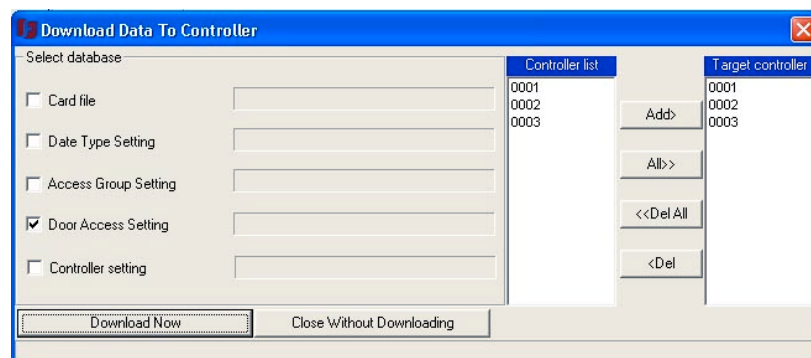 Download Data To Controller
Select database
Card file
Date Type Setting
Access Group Setting
Door Access Setting
Controller setting
Download Now
Close Without Downloading
Controller list
0001
0002
0003
Add>
All>>
<<Del All
<Del
Target controller
0001
0002
0003